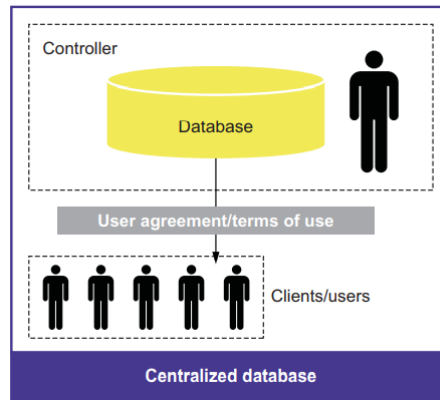 Controller
Database
User agreement/terms of use
Clients/users
Centralized database